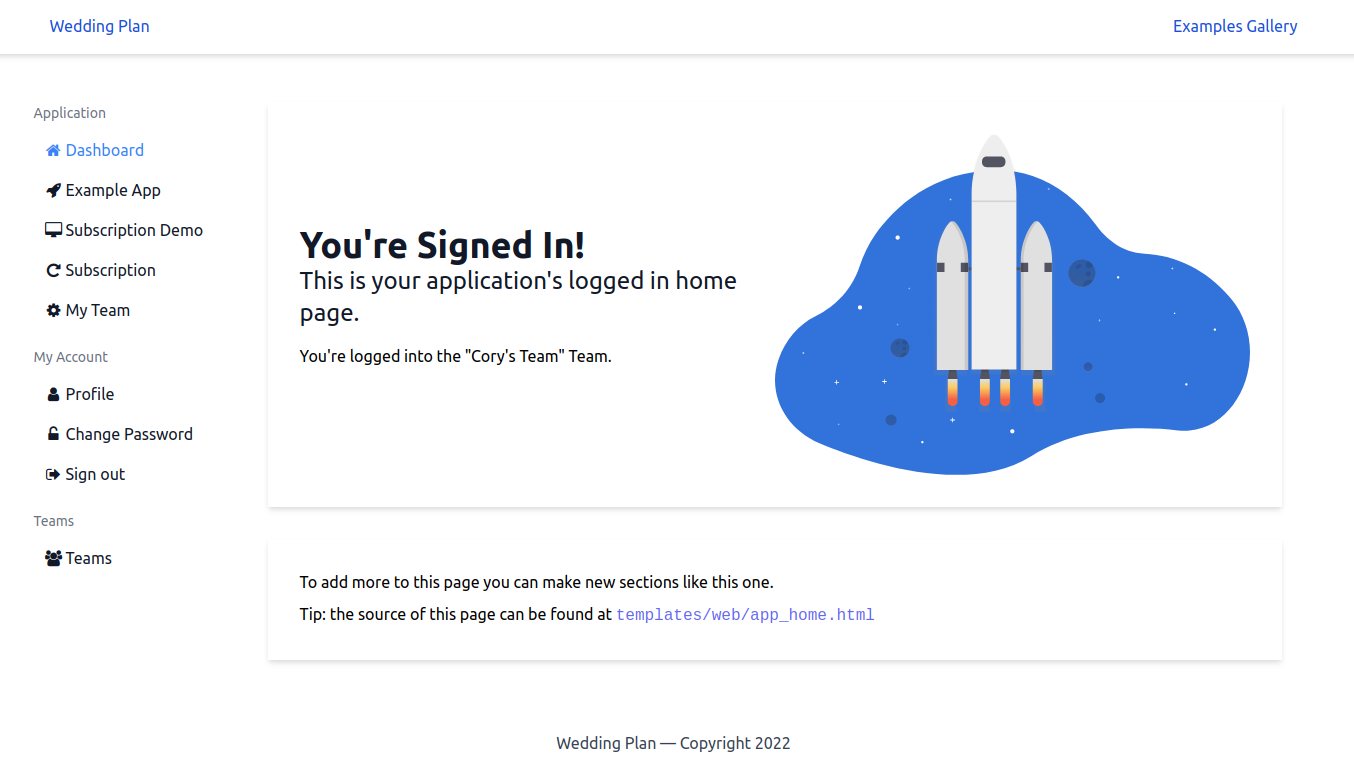 Wedding Plan
Examples Gallery
Application
Dashboard
Example App
Subscription Demo
Subscription
My Team
My Account
Profile
Change Password
Sign out
Teams
Teams
You're Signed In!
This is your application's logged in home
page.
You're logged into the "Cory's Team" Team.
To add more to this page you can make new sections like this one.
Tip: the source of this page can be found at templates/web/app_home.html
Wedding Plan — Copyright 2022